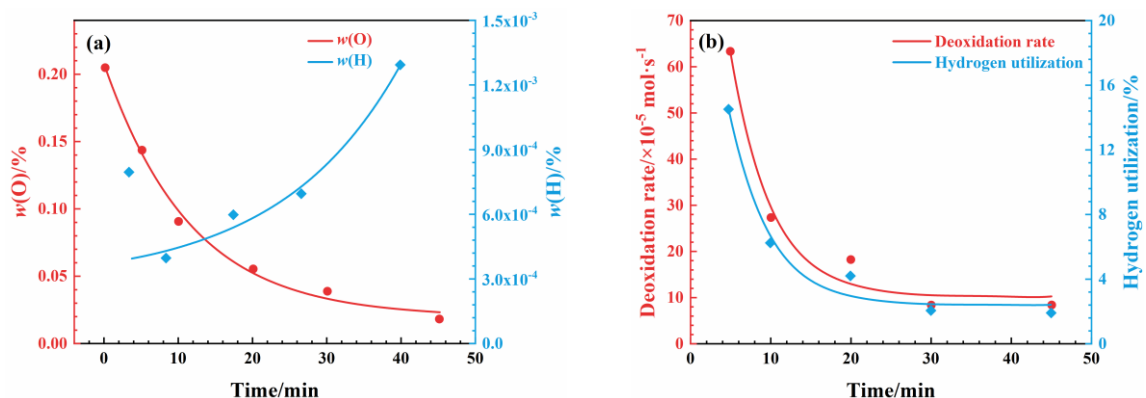 (a)
w(O)
w(H)
0.20
0.15
0.10
0.05
0.00
w(O)/%
1.5x10⁻³
1.2x10⁻³
9.0x10⁻⁴
6.0x10⁻⁴
3.0x10⁻⁴
0.0
w(H)/%
0 10 20 30 40 50
Time/min
(b)
Deoxidation rate
Hydrogen utilization
70
60
50
40
30
20
10
0
Deoxidation rate/×10⁻⁵ mol·s⁻¹
20
16
12
8
4
0
Hydrogen utilization/%
0 10 20 30 40 50
Time/min